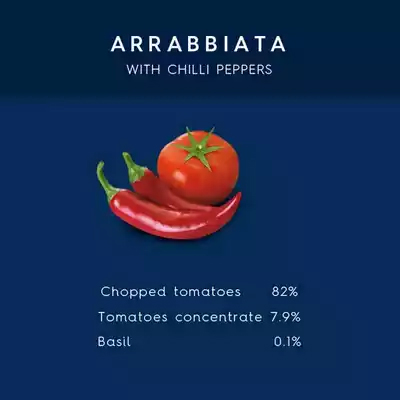 ARRABBIATA
WITH CHILLI PEPPERS
Chopped tomatoes 82%
Tomatoes concentrate 7.9%
Basil 0.1%